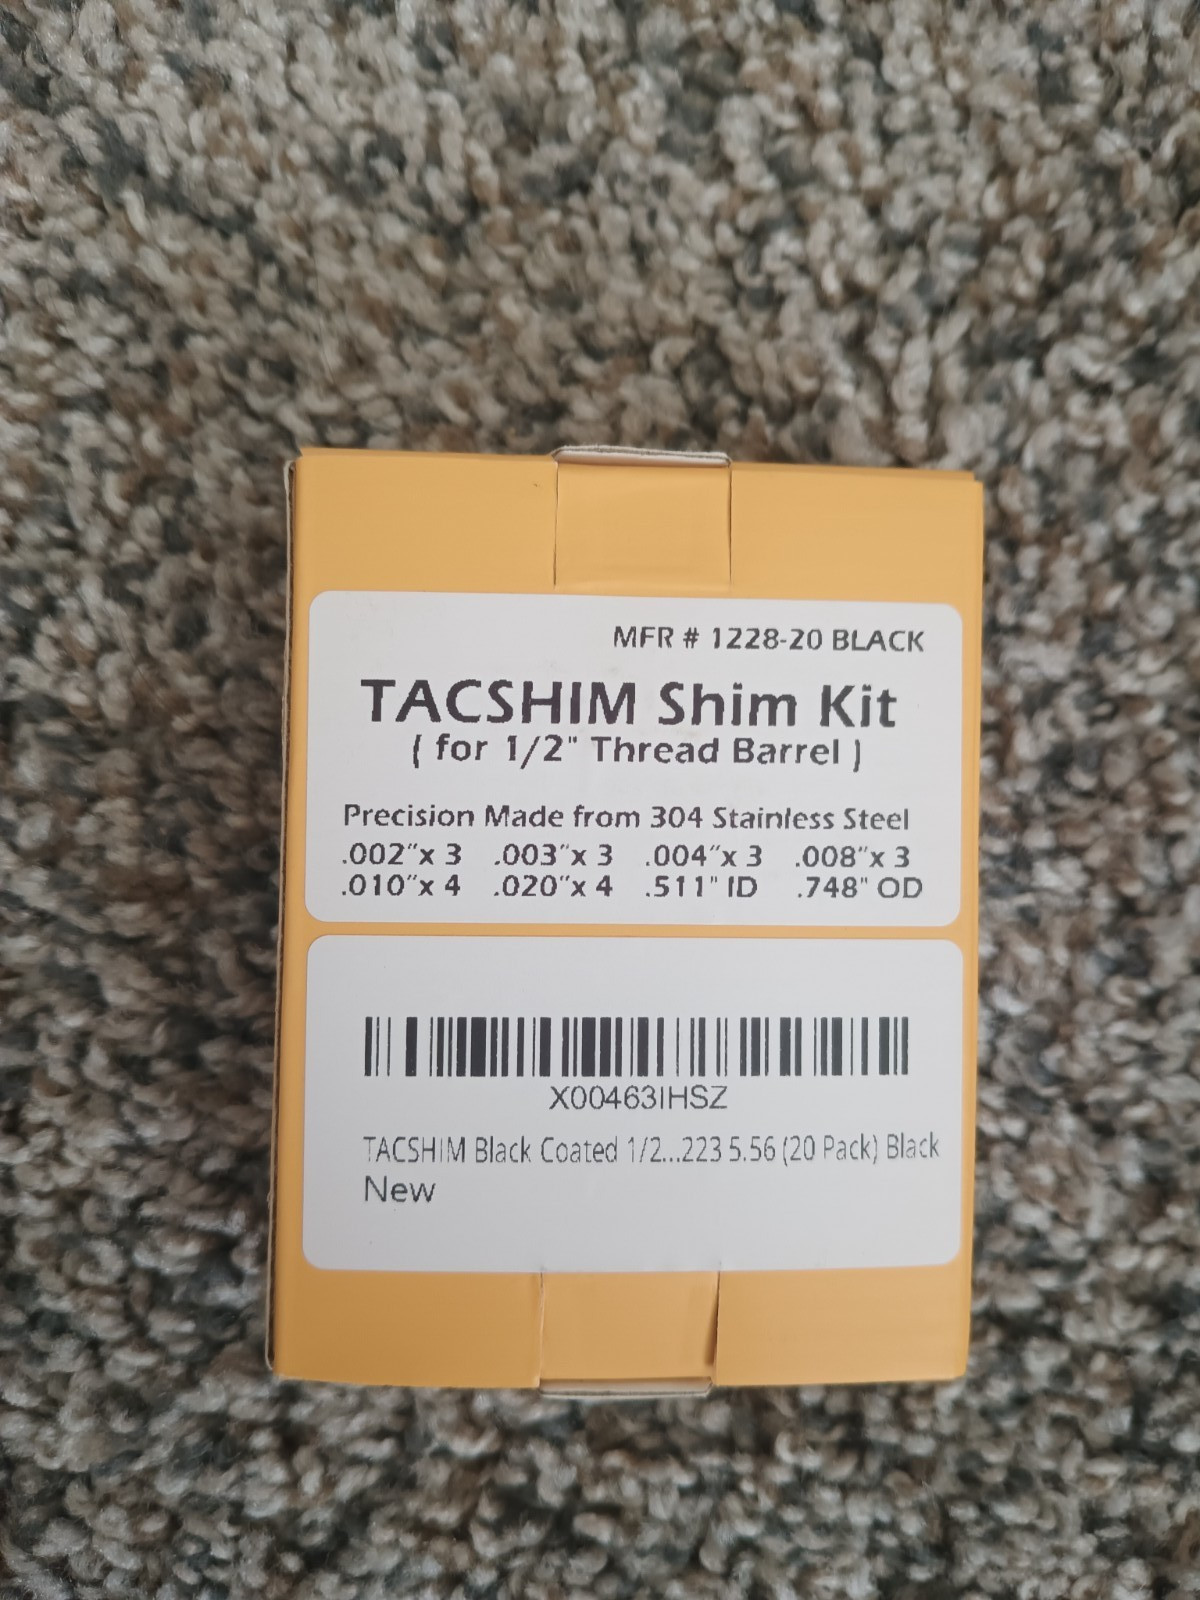 MFR # 1228-20 BLACK
TACSHIM Shim Kit
( for 1/2" Thread Barrel )
Precision Made from 304 Stainless Steel
.002"x 3 .003"x 3 .004"x 3 .008"x 3
.010"x 4 .020"x 4 .511" ID .748" OD
X00463IHSZ
TACSHIM Black Coated 1/2...223 5.56 (20 Pack) Black
New